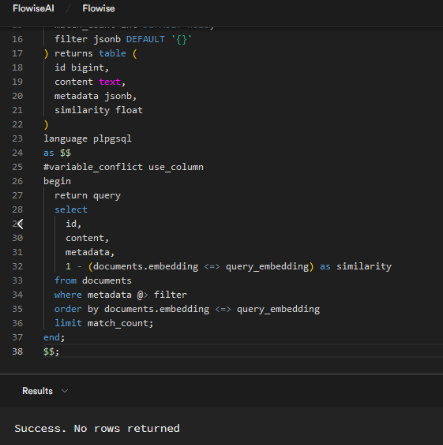 FlowiseAI / Flowise
16 filter jsonb DEFAULT '{}'
17 ) returns table (
18 id bigint,
19 content text,
20 metadata jsonb,
21 similarity float
22 )
23 language plpgsql
24 as $$
25 #variable_conflict use_column
26 begin
27 return query
28 select
29 id,
30 content,
31 metadata,
32 1 - (documents.embedding <=> query_embedding) as similarity
33 from documents
34 where metadata @> filter
35 order by documents.embedding <=> query_embedding
36 limit match_count;
37 end;
38 $$;
Results
Success. No rows returned